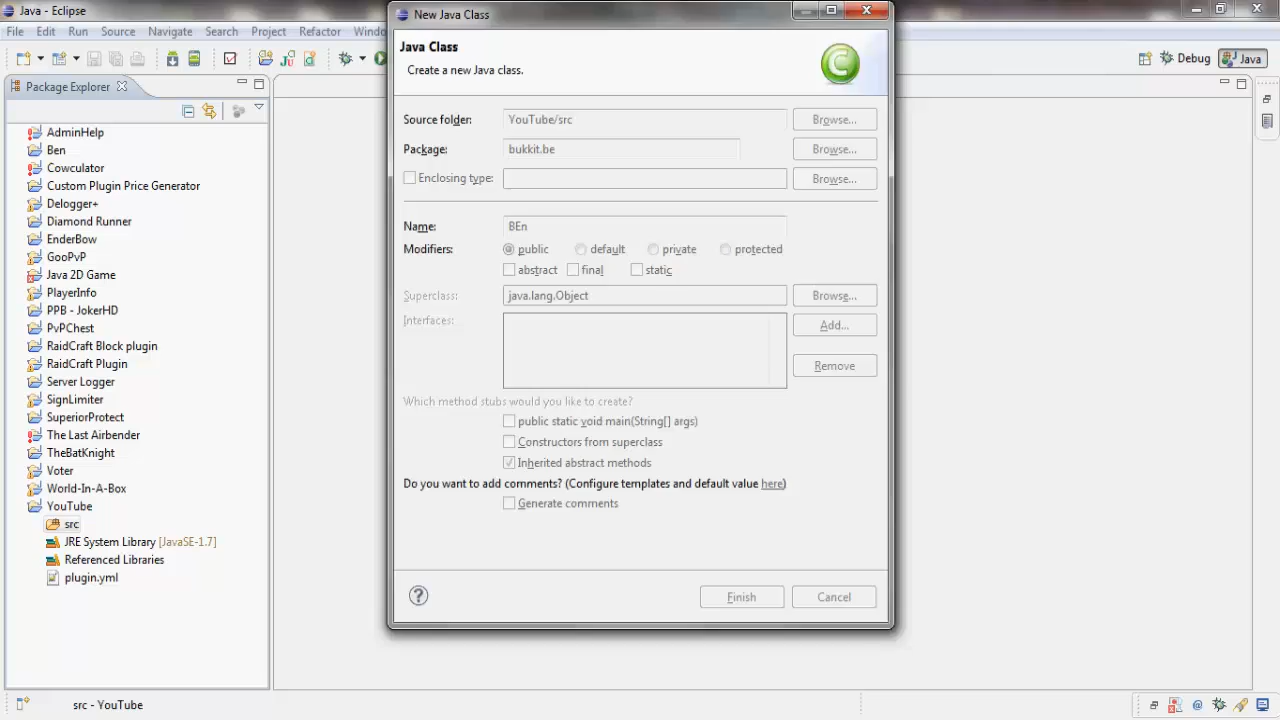 Java - Eclipse
New Java Class
File Edit Run Source Navigate Search Project Refactor Windo
Java Class
Create a new Java class.
Debug Java
Package Explorer
Source folder: YouTube/src Browse...
Package: bukkit.be Browse...
Enclosing type: Browse...
Name: BEn
Modifiers: public default private protected
abstract final static
Superclass: java.lang.Object Browse...
Interfaces: Add...
Remove
Which method stubs would you like to create?
public static void main(String[] args)
Constructors from superclass
Inherited abstract methods
Do you want to add comments? (Configure templates and default value here)
Generate comments
Finish Cancel
AdminHelp
Ben
Cowculator
Custom Plugin Price Generator
Delogger+
Diamond Runner
EnderBow
GooPvP
Java 2D Game
PlayerInfo
PPB - JokerHD
PvPChest
RaidCraft Block plugin
RaidCraft Plugin
Server Logger
SignLimiter
SuperiorProtect
The Last Airbender
TheBatKnight
Voter
World-In-A-Box
YouTube
src
JRE System Library [JavaSE-1.7]
Referenced Libraries
plugin.yml
src - YouTube